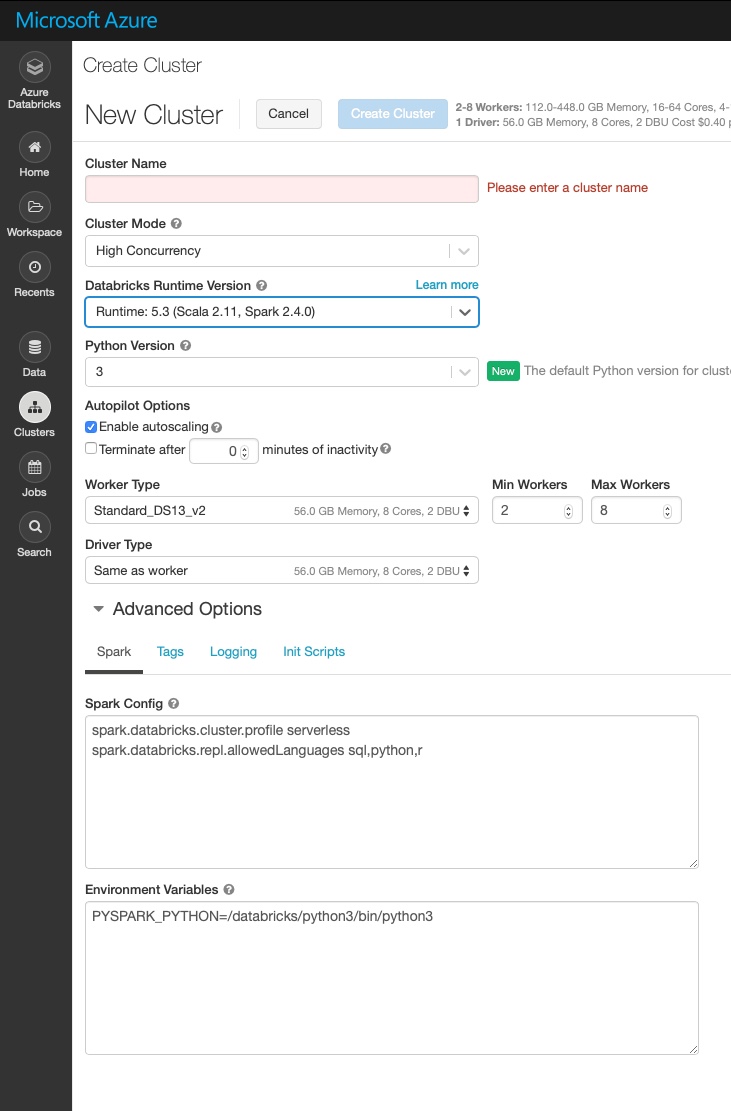 Microsoft Azure
Azure
Databricks
Home
Workspace
Recents
Data
Clusters
Jobs
Search
Create Cluster
New Cluster
Cancel
Create Cluster
2-8 Workers: 112.0-448.0 GB Memory, 16-64 Cores, 4-
1 Driver: 56.0 GB Memory, 8 Cores, 2 DBU Cost $0.40 p
Cluster Name
Please enter a cluster name
Cluster Mode
High Concurrency
Databricks Runtime Version Learn more
Runtime: 5.3 (Scala 2.11, Spark 2.4.0)
Python Version
3
New The default Python version for cluste
Autopilot Options
Enable autoscaling
Terminate after 0 minutes of inactivity
Worker Type Min Workers Max Workers
Standard_DS13_v2 56.0 GB Memory, 8 Cores, 2 DBU 2 8
Driver Type
Same as worker 56.0 GB Memory, 8 Cores, 2 DBU
Advanced Options
Spark Tags Logging Init Scripts
Spark Config
spark.databricks.cluster.profile serverless
spark.databricks.repl.allowedLanguages sql,python,r
Environment Variables
PYSPARK_PYTHON=/databricks/python3/bin/python3